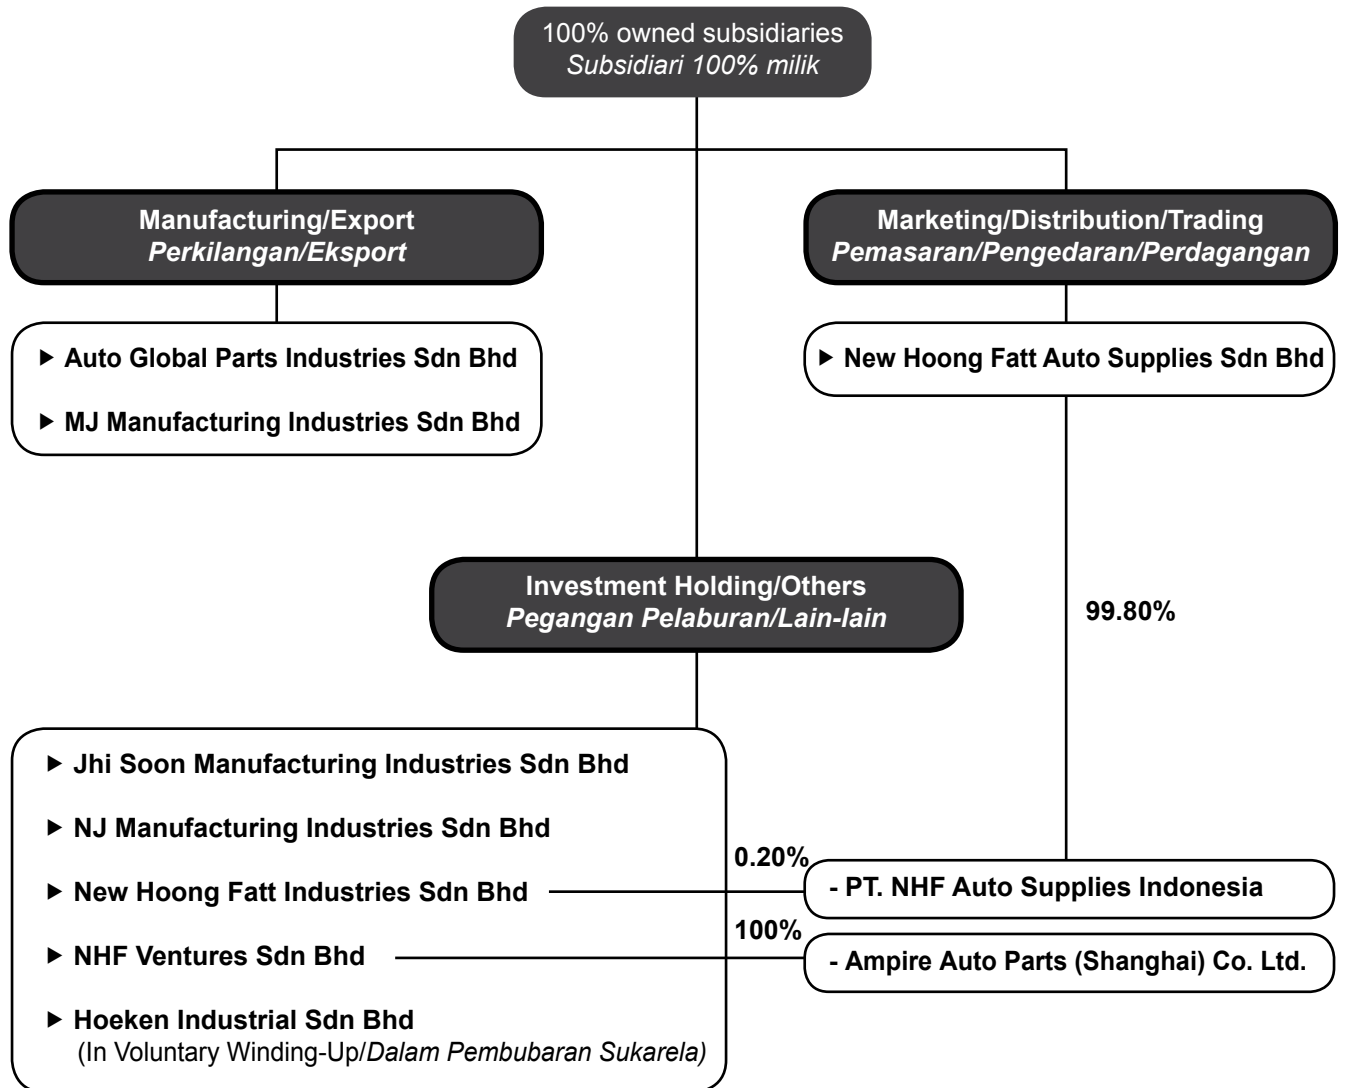 100% owned subsidiaries
Subsidiari 100% milik
Manufacturing/Export
Perkilangan/Eksport
Marketing/Distribution/Trading
Pemasaran/Pengedaran/Perdagangan
Auto Global Parts Industries Sdn Bhd
MJ Manufacturing Industries Sdn Bhd
New Hoong Fatt Auto Supplies Sdn Bhd
Investment Holding/Others
Pegangan Pelaburan/Lain-lain
99.80%
Jhi Soon Manufacturing Industries Sdn Bhd
NJ Manufacturing Industries Sdn Bhd
New Hoong Fatt Industries Sdn Bhd
0.20%
- PT. NHF Auto Supplies Indonesia
NHF Ventures Sdn Bhd
100%
- Ampire Auto Parts (Shanghai) Co. Ltd.
Hoeken Industrial Sdn Bhd
(In Voluntary Winding-Up/Dalam Pembubaran Sukarela)